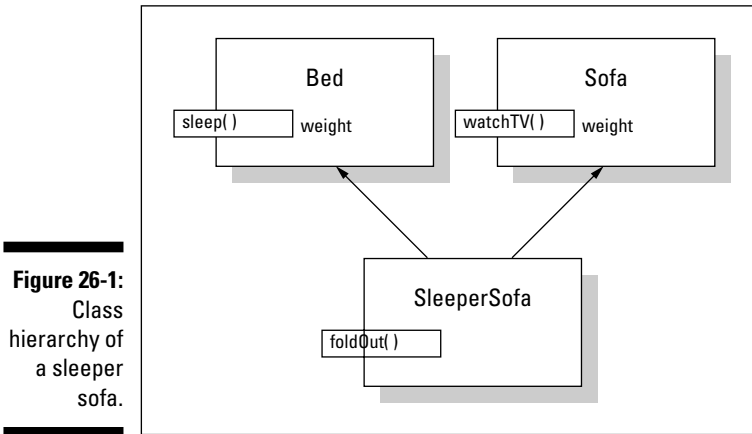 Bed
sleep( )
weight
Sofa
watchTV( )
weight
SleeperSofa
foldOut( )
Figure 26-1:
Class
hierarchy of
a sleeper
sofa.